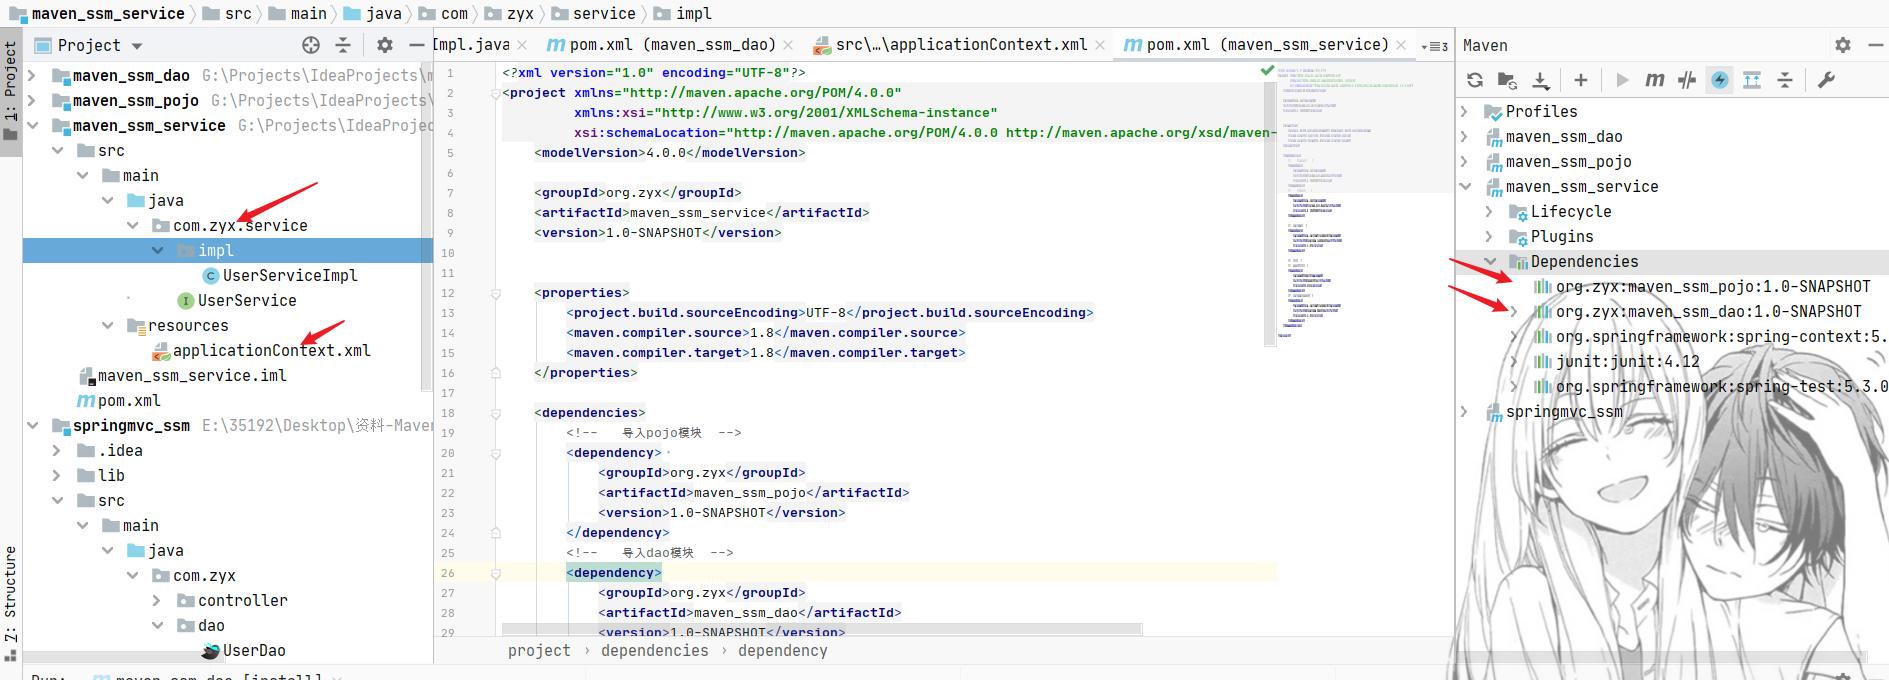 maven_ssm_service > src > main > java > com > zyx > service > impl
1: Project
7: Structure
Project
maven_ssm_dao G:\Projects\IdeaProjects\m
maven_ssm_pojo G:\Projects\IdeaProjects\
maven_ssm_service G:\Projects\IdeaProjec
src
main
java
com.zyx.service
impl
UserServiceImpl
UserService
resources
applicationContext.xml
maven_ssm_service.iml
pom.xml
springmvc_ssm E:\35192\Desktop\资料-Maven
.idea
lib
src
main
java
com.zyx
controller
dao
UserDao
Impl.java
pom.xml (maven_ssm_dao)
src\...\applicationContext.xml
pom.xml (maven_ssm_service)
3
1 <?xml version="1.0" encoding="UTF-8"?>
2 <project xmlns="http://maven.apache.org/POM/4.0.0"
3 xmlns:xsi="http://www.w3.org/2001/XMLSchema-instance"
4 xsi:schemaLocation="http://maven.apache.org/POM/4.0.0 http://maven.apache.org/xsd/maven-
5 <modelVersion>4.0.0</modelVersion>
6
7 <groupId>org.zyx</groupId>
8 <artifactId>maven_ssm_service</artifactId>
9 <version>1.0-SNAPSHOT</version>
10
11
12 <properties>
13 <project.build.sourceEncoding>UTF-8</project.build.sourceEncoding>
14 <maven.compiler.source>1.8</maven.compiler.source>
15 <maven.compiler.target>1.8</maven.compiler.target>
16 </properties>
17
18 <dependencies>
19 <!-- 导入pojo模块 -->
20 <dependency>
21 <groupId>org.zyx</groupId>
22 <artifactId>maven_ssm_pojo</artifactId>
23 <version>1.0-SNAPSHOT</version>
24 </dependency>
25 <!-- 导入dao模块 -->
26 <dependency>
27 <groupId>org.zyx</groupId>
28 <artifactId>maven_ssm_dao</artifactId>
29 <version>1.0-SNAPSHOT</version>
project > dependencies > dependency
Maven
Profiles
maven_ssm_dao
maven_ssm_pojo
maven_ssm_service
Lifecycle
Plugins
Dependencies
org.zyx:maven_ssm_pojo:1.0-SNAPSHOT
org.zyx:maven_ssm_dao:1.0-SNAPSHOT
org.springframework:spring-context:5.
junit:junit:4.12
org.springframework:spring-test:5.3.0
springmvc_ssm
Run: maven_ssm_dao [install]